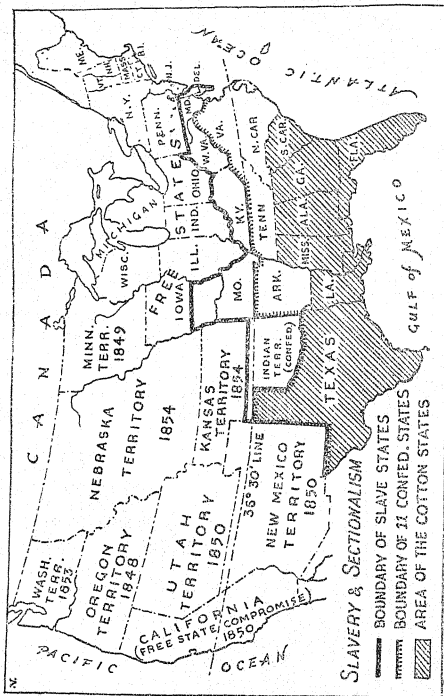 CANADA
PACIFIC
OCEAN
WASH.
TERR.
1853
OREGON
TERRITORY
1848
CALIFORNIA
(FREE STATE COMPROMISE)
1850
UTAH
TERRITORY
1850
NEBRASKA
TERRITORY
1854
MINN.
TERR.
1849
KANSAS
TERRITORY
1854
36° 30' LINE
NEW MEXICO
TERRITORY
1850
INDIAN
TERR.
(CONFED)
TEXAS
FREE STATES
WISC.
MICHIGAN
IOWA
ILL.
IND.
OHIO
PENN.
N.Y.
VT.
N.H.
ME.
MASS.
CT.
R.I.
N.J.
DEL.
MD.
W.VA.
VA.
KY.
MO.
ARK.
TENN
N.CAR
S.CAR
GA.
ALA.
MISS.
LA.
FLA.
ATLANTIC
OCEAN
GULF OF MEXICO
SLAVERY & SECTIONALISM
BOUNDARY OF SLAVE STATES
BOUNDARY OF 11 CONFED. STATES
AREA OF THE COTTON STATES